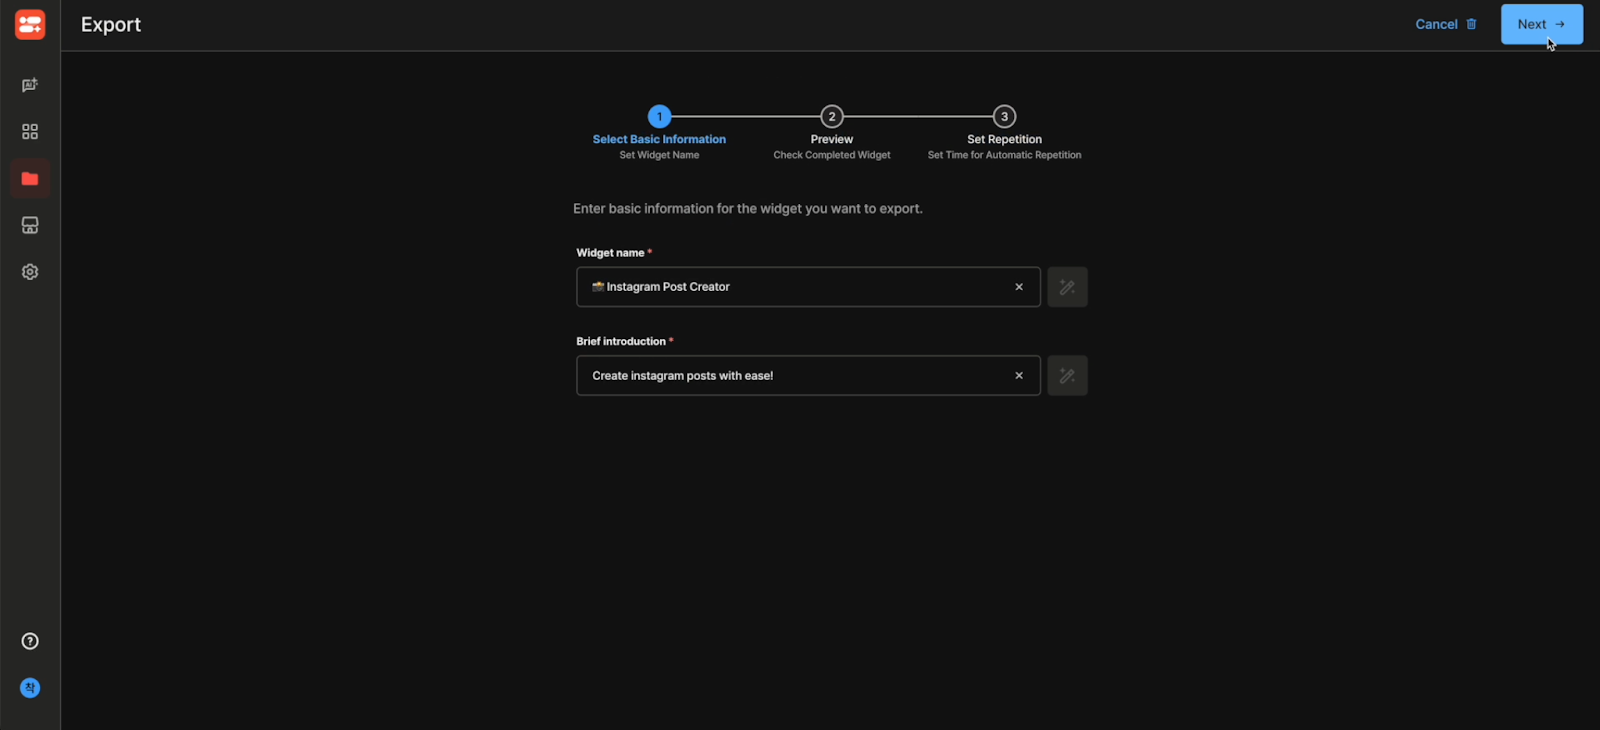 Export
Cancel
Next →
1
2
3
Select Basic Information
Preview
Set Repetition
Set Widget Name
Check Completed Widget
Set Time for Automatic Repetition
Enter basic information for the widget you want to export.
Widget name *
📸 Instagram Post Creator
Brief introduction *
Create instagram posts with ease!
AI
?
착